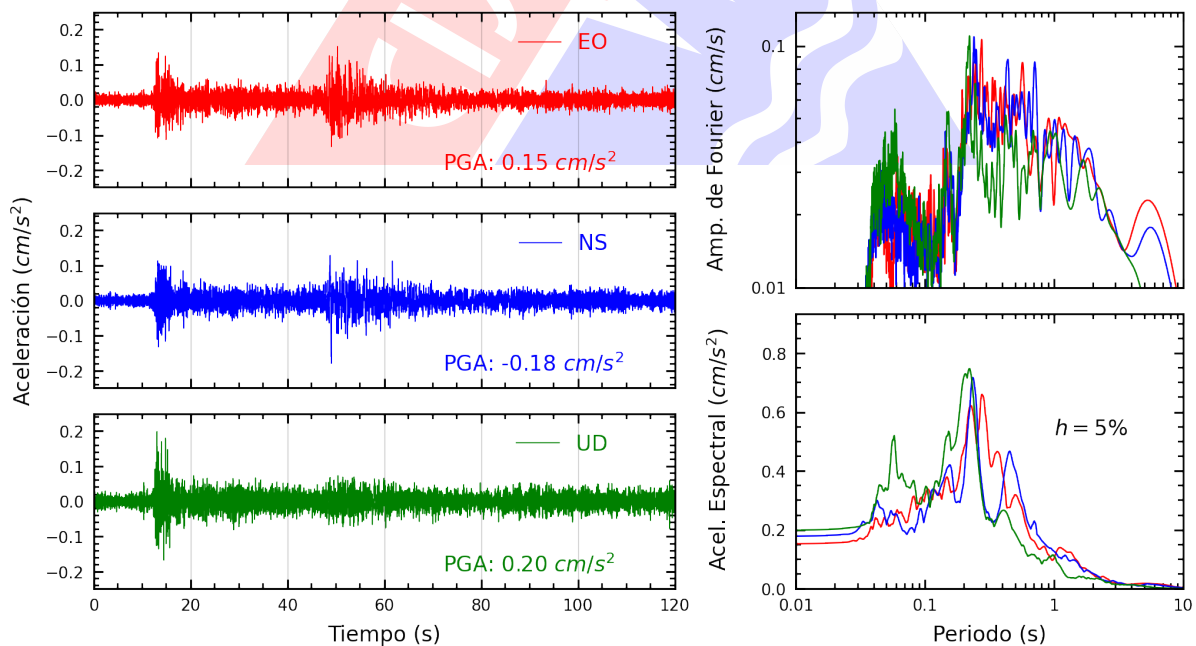 Aceleración (cm/s²)
0.2
0.1
0.0
−0.1
−0.2
EO
PGA: 0.15 cm/s²
0.2
0.1
0.0
−0.1
−0.2
NS
PGA: -0.18 cm/s²
0.2
0.1
0.0
−0.1
−0.2
UD
PGA: 0.20 cm/s²
0 20 40 60 80 100 120
Tiempo (s)
Amp. de Fourier (cm/s)
0.1
0.01
Acel. Espectral (cm/s²)
0.8
0.6
0.4
0.2
0.0
h = 5%
0.01 0.1 1 10
Periodo (s)